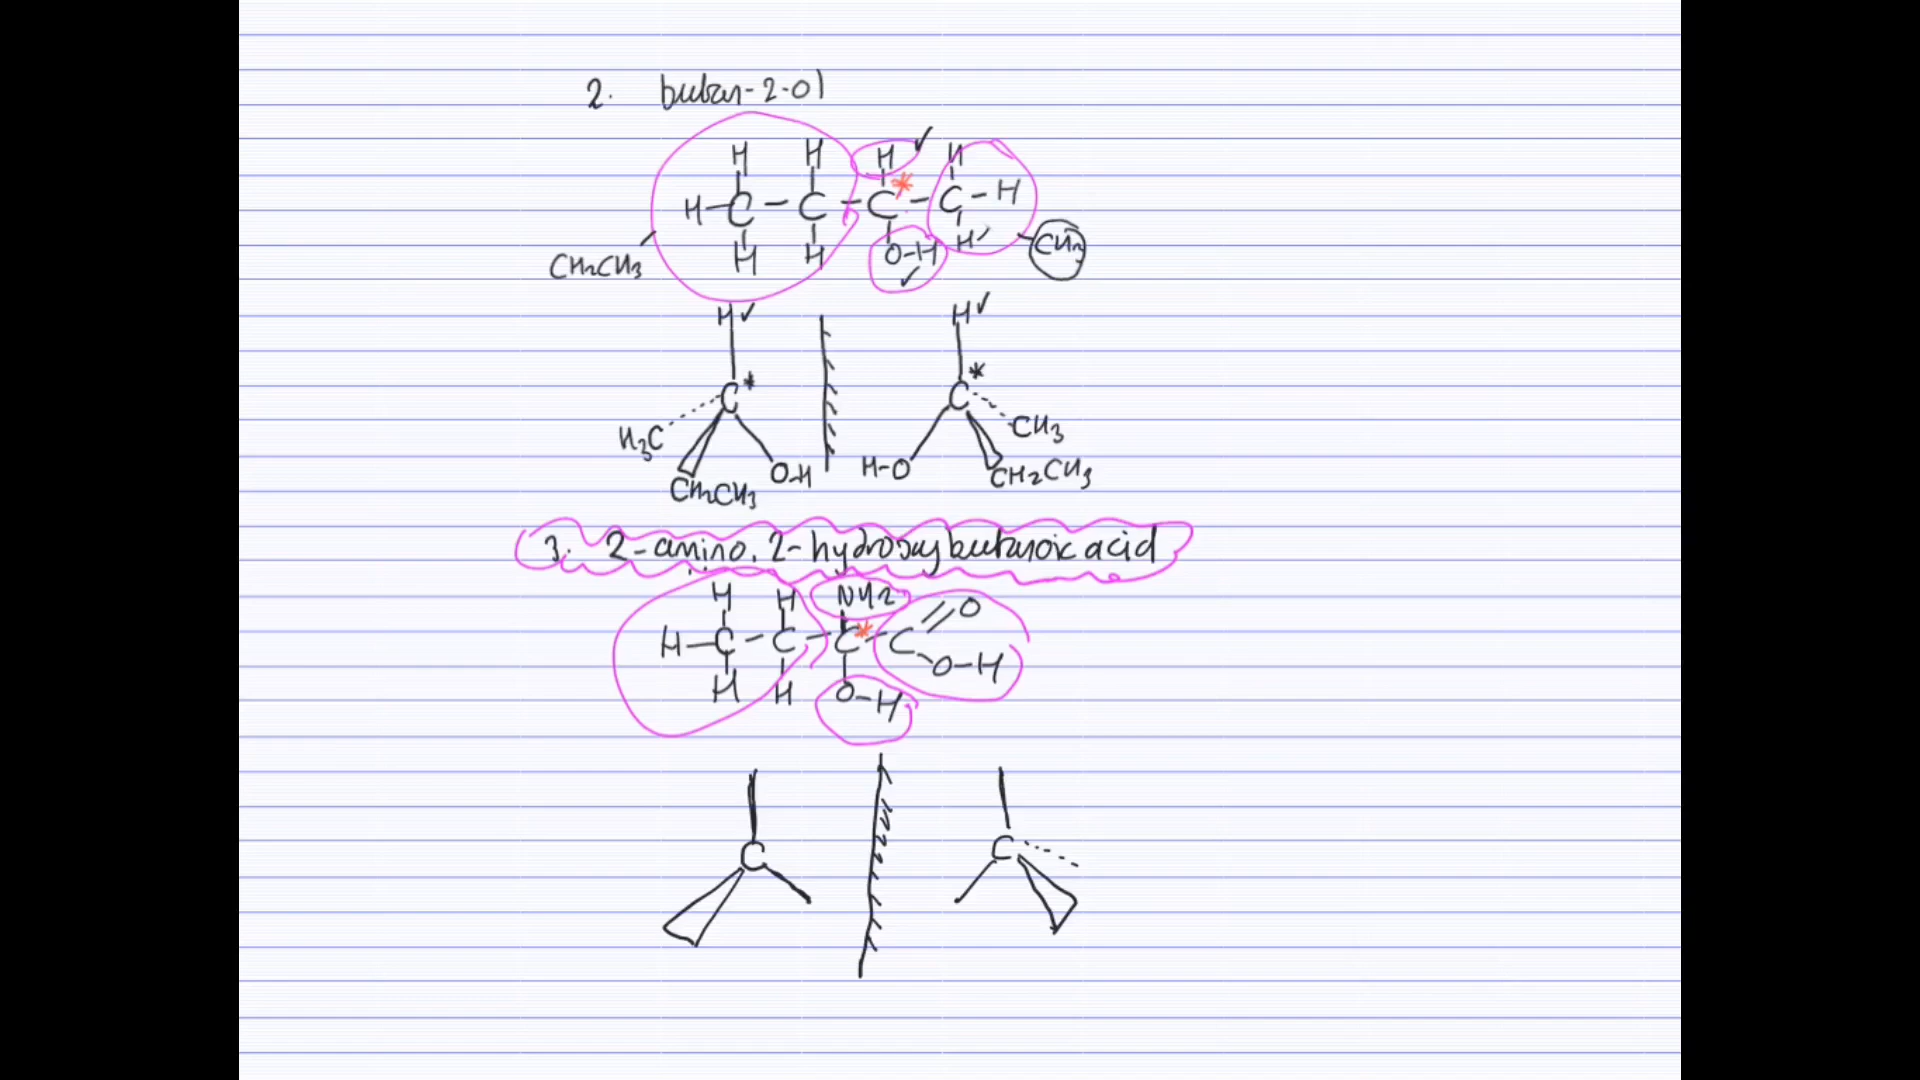 2. butan-2-ol
H H H ✓ H
H-C-C-C*-C-H
H H O-H ✓ H
CH2CH3 CH3
H ✓ H ✓
C* C*
H3C CH3
CH2CH3 O-H H-O CH2CH3
3. 2-amino, 2-hydroxybutanoic acid
H H NH2 O
H-C-C-C*-C
O-H
H H O-H
C C